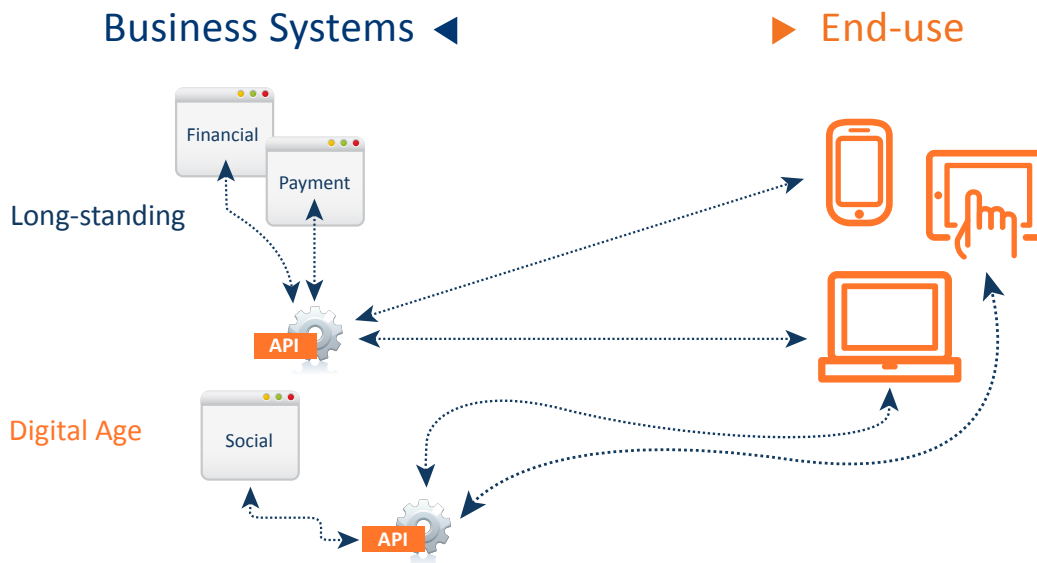 Business Systems
End-use
Financial
Payment
Long-standing
API
Digital Age
Social
API